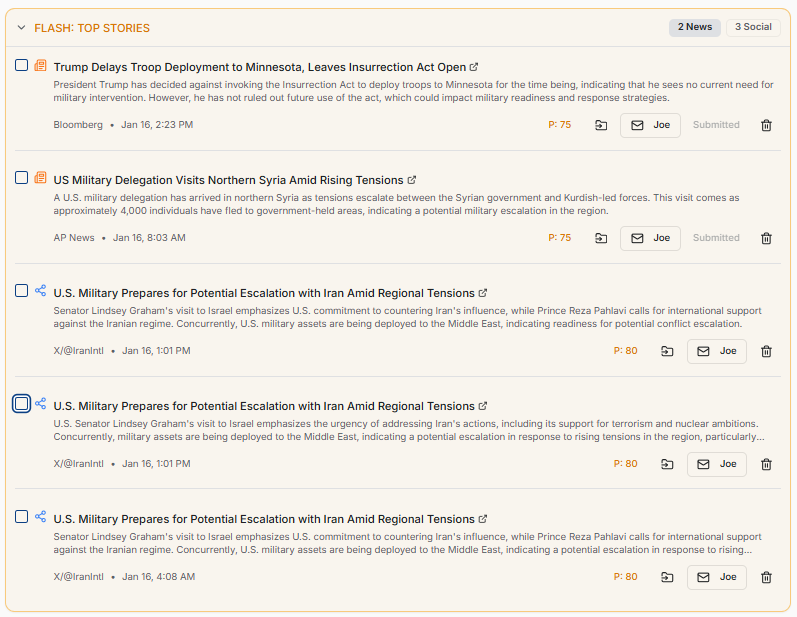 FLASH: TOP STORIES
2 News
3 Social
Trump Delays Troop Deployment to Minnesota, Leaves Insurrection Act Open
President Trump has decided against invoking the Insurrection Act to deploy troops to Minnesota for the time being, indicating that he sees no current need for
military intervention. However, he has not ruled out future use of the act, which could impact military readiness and response strategies.
Bloomberg • Jan 16, 2:23 PM
P: 75
Joe
Submitted
US Military Delegation Visits Northern Syria Amid Rising Tensions
A U.S. military delegation has arrived in northern Syria as tensions escalate between the Syrian government and Kurdish-led forces. This visit comes as
approximately 4,000 individuals have fled to government-held areas, indicating a potential military escalation in the region.
AP News • Jan 16, 8:03 AM
P: 75
Joe
Submitted
U.S. Military Prepares for Potential Escalation with Iran Amid Regional Tensions
Senator Lindsey Graham's visit to Israel emphasizes U.S. commitment to countering Iran's influence, while Prince Reza Pahlavi calls for international support
against the Iranian regime. Concurrently, U.S. military assets are being deployed to the Middle East, indicating readiness for potential conflict escalation.
X/@IranIntl • Jan 16, 1:01 PM
P: 80
Joe
U.S. Military Prepares for Potential Escalation with Iran Amid Regional Tensions
U.S. Senator Lindsey Graham's visit to Israel emphasizes the urgency of addressing Iran's actions, including its support for terrorism and nuclear ambitions.
Concurrently, military assets are being deployed to the Middle East, indicating a potential escalation in response to rising tensions in the region, particularly...
X/@IranIntl • Jan 16, 1:01 PM
P: 80
Joe
U.S. Military Prepares for Potential Escalation with Iran Amid Regional Tensions
Senator Lindsey Graham's visit to Israel emphasizes U.S. commitment to countering Iran's influence, while Prince Reza Pahlavi calls for international support
against the Iranian regime. Concurrently, U.S. military assets are being deployed to the Middle East, indicating a potential escalation in response to rising...
X/@IranIntl • Jan 16, 4:08 AM
P: 80
Joe